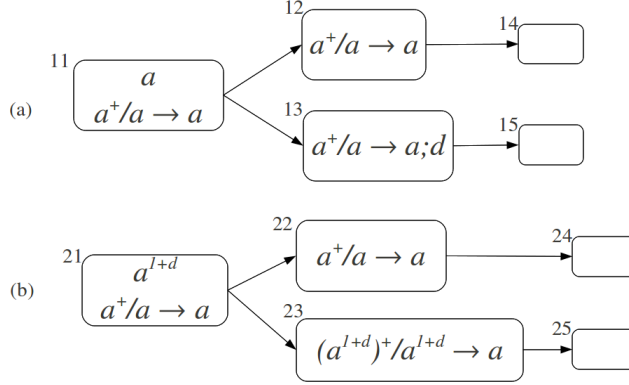 12
14
a⁺/a → a
11
a
a⁺/a → a
(a)
13
15
a⁺/a → a;d
22
24
a⁺/a → a
21
a^{1+d}
a⁺/a → a
(b)
23
25
(a^{1+d})⁺/a^{1+d} → a